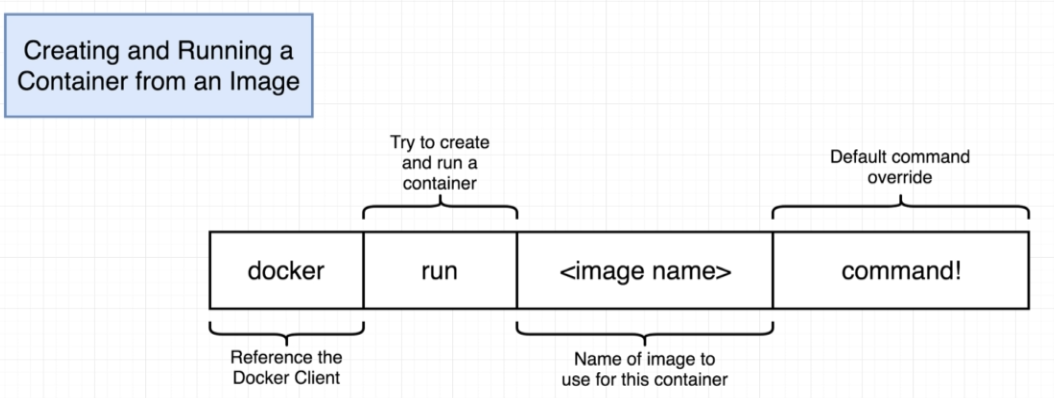 Creating and Running a
Container from an Image
Try to create
and run a
container
Default command
override
docker
run
<image name>
command!
Reference the
Docker Client
Name of image to
use for this container